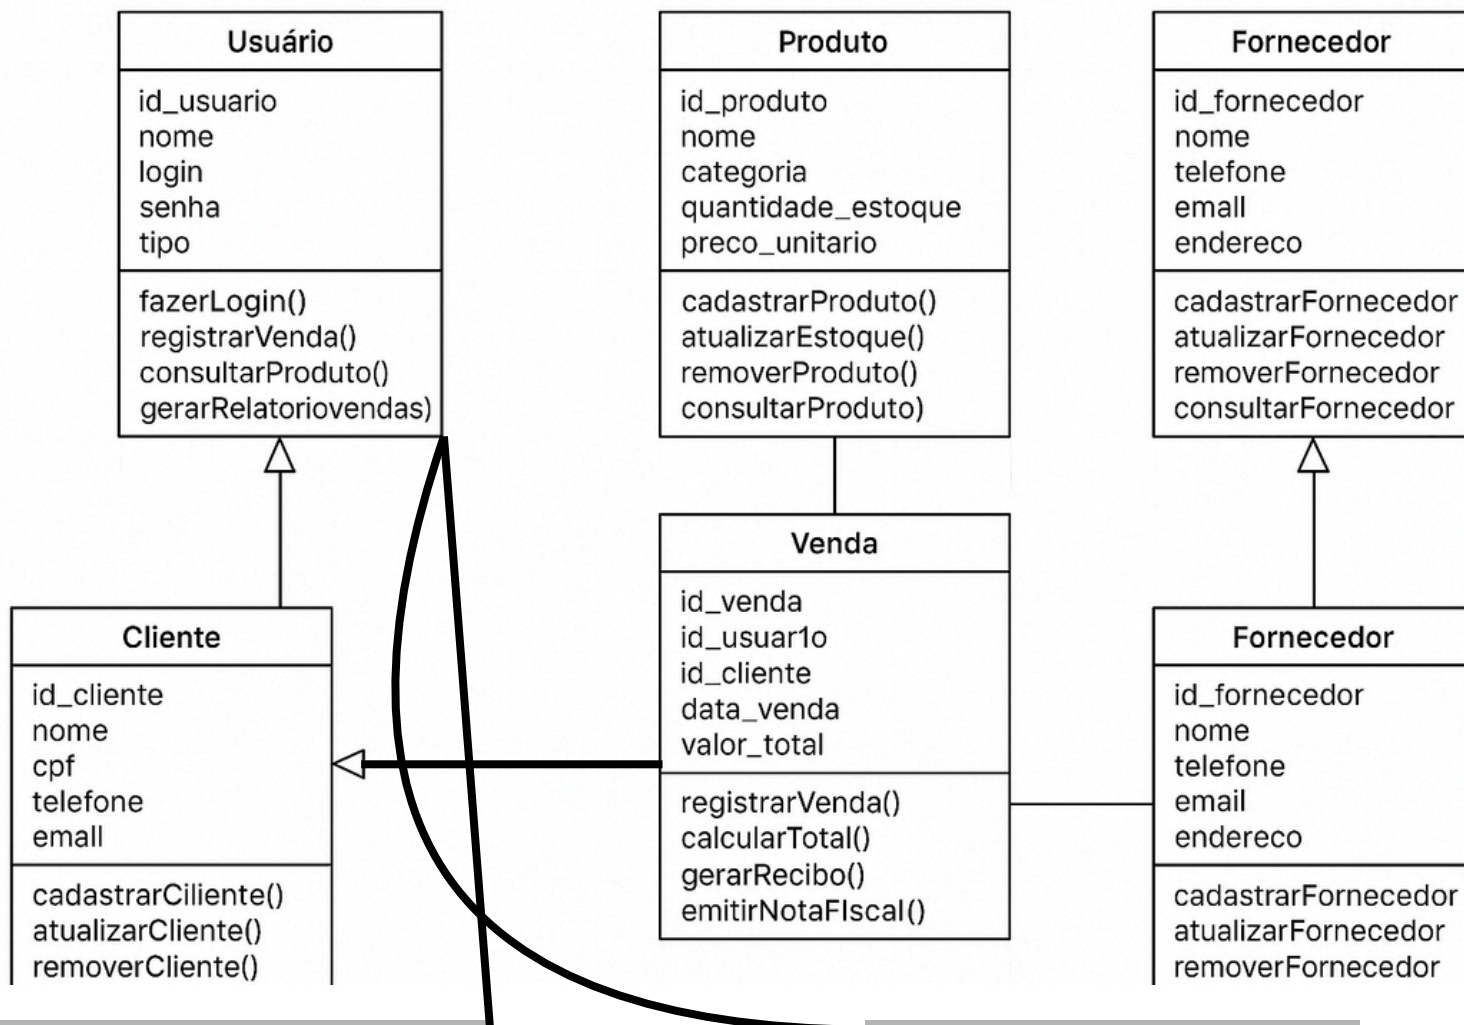 Usuário
id_usuario
nome
login
senha
tipo
fazerLogin()
registrarVenda()
consultarProduto()
gerarRelatoriovendas)
Produto
id_produto
nome
categoria
quantidade_estoque
preco_unitario
cadastrarProduto()
atualizarEstoque()
removerProduto()
consultarProduto)
Fornecedor
id_fornecedor
nome
telefone
emall
endereco
cadastrarFornecedor
atualizarFornecedor
removerFornecedor
consultarFornecedor
Cliente
id_cliente
nome
cpf
telefone
emall
cadastrarCiliente()
atualizarCliente()
removerCliente()
Venda
id_venda
id_usuar1o
id_cliente
data_venda
valor_total
registrarVenda()
calcularTotal()
gerarRecibo()
emitirNotaFIscal()
Fornecedor
id_fornecedor
nome
telefone
email
endereco
cadastrarFornecedor
atualizarFornecedor
removerFornecedor